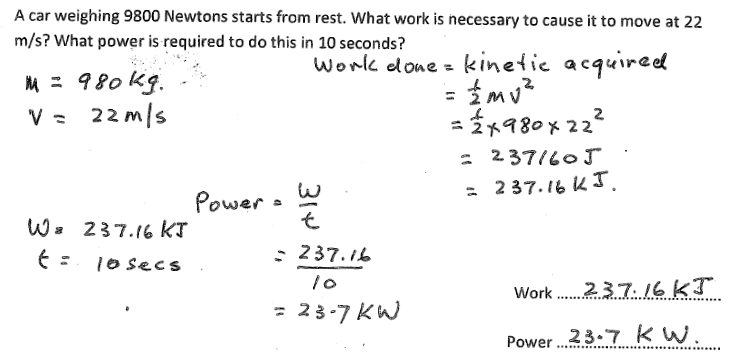 A car weighing 9800 Newtons starts from rest. What work is necessary to cause it to move at 22
m/s? What power is required to do this in 10 seconds?
Work done = kinetic acquired
M = 980 kg.
= 1/2 mv²
V = 22 m/s
= 1/2 × 980 × 22²
= 237160 J
= 237.16 KJ.
Power = W/t
W = 237.16 KJ
t = 10 secs
= 237.16/10
= 23.7 KW
Work ......237.16 KJ......
Power ...23.7 KW......